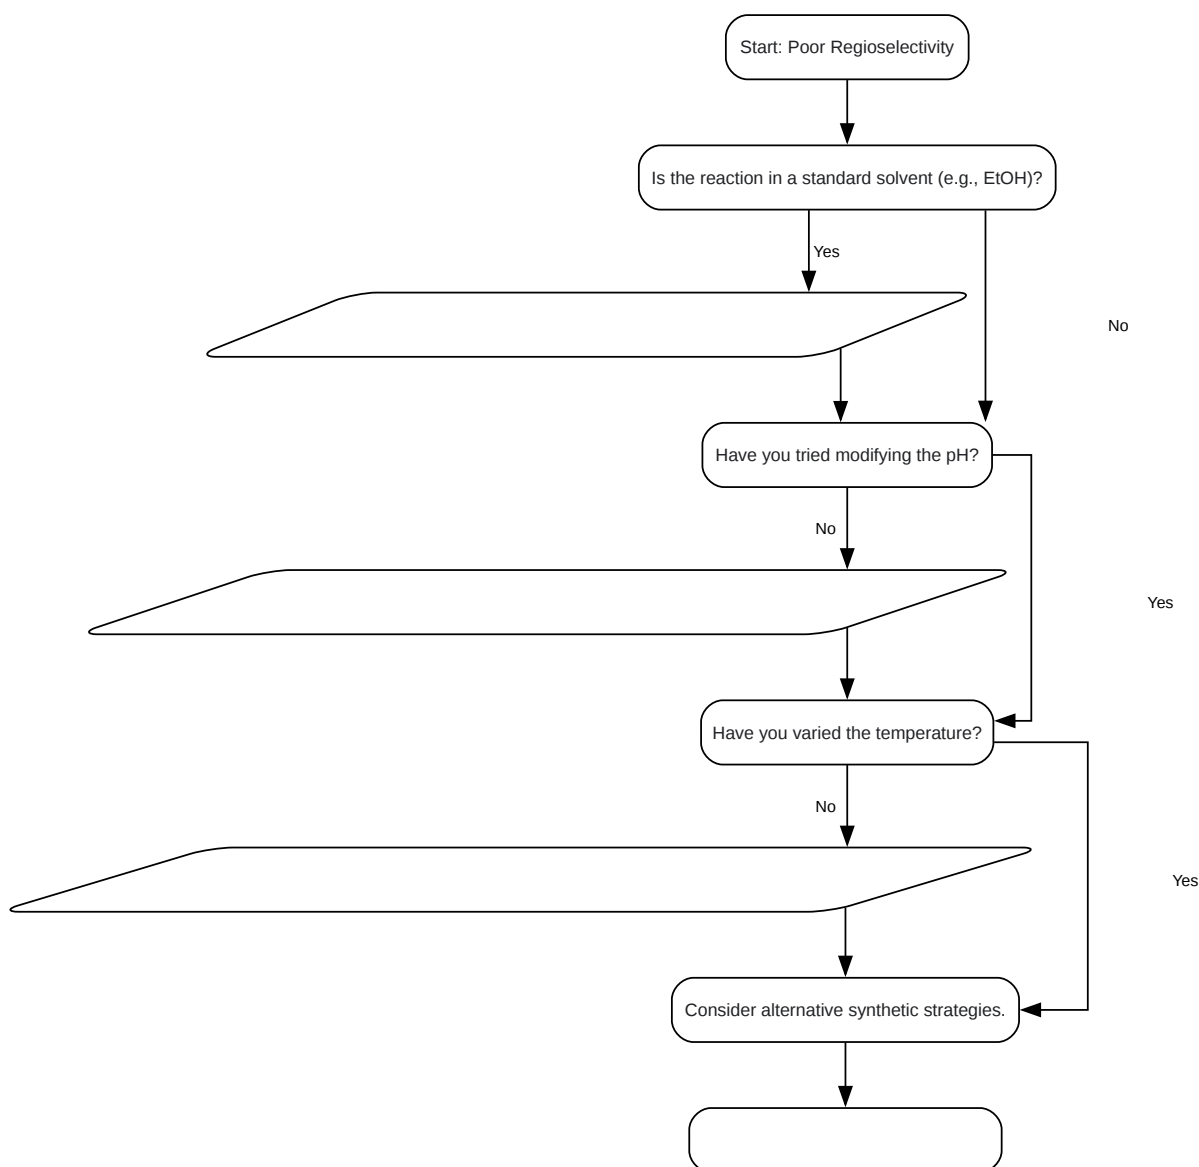 Start: Poor Regioselectivity
Is the reaction in a standard solvent (e.g., EtOH)?
Yes
No
Have you tried modifying the pH?
No
Yes
Have you varied the temperature?
No
Yes
Consider alternative synthetic strategies.